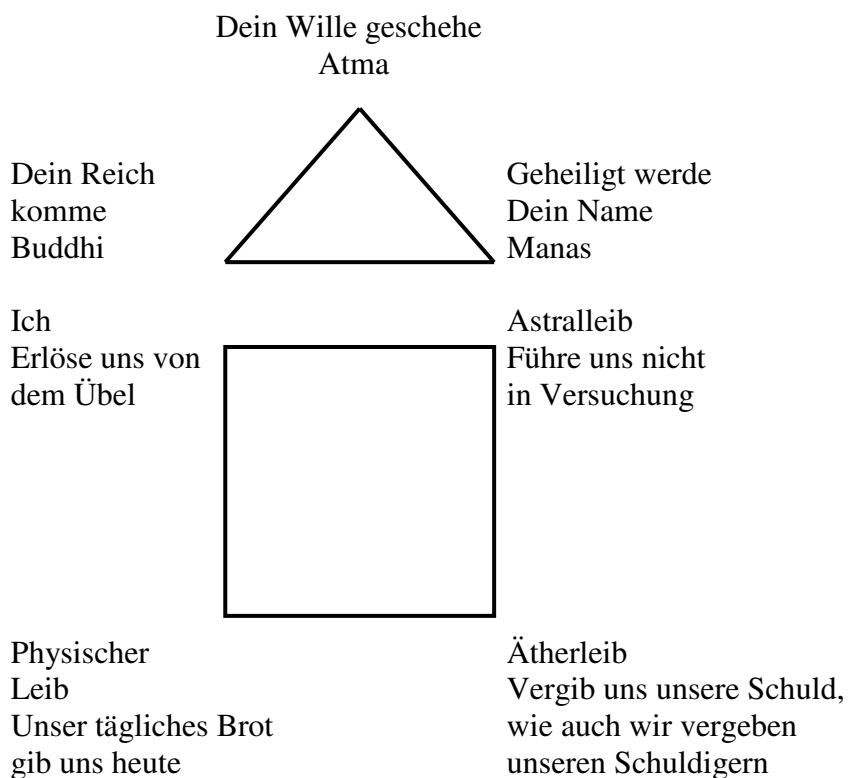 Dein Wille geschehe
Atma
Dein Reich
komme
Buddhi
Geheiligt werde
Dein Name
Manas
Ich
Erlöse uns von
dem Übel
Astralleib
Führe uns nicht
in Versuchung
Physischer
Leib
Unser tägliches Brot
gib uns heute
Ätherleib
Vergib uns unsere Schuld,
wie auch wir vergeben
unseren Schuldigern